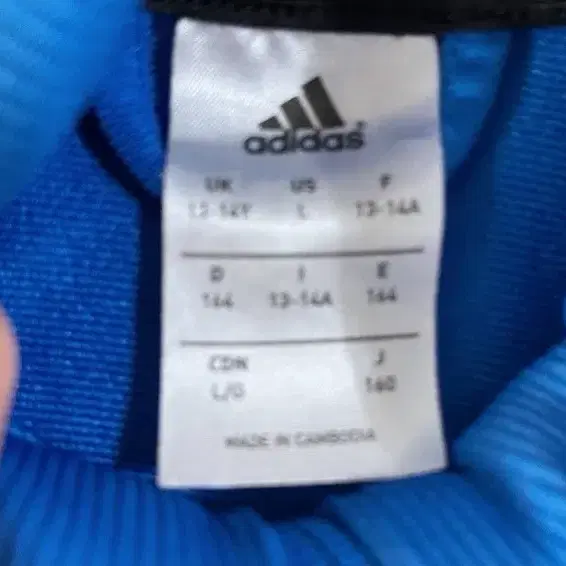 adidas
UK US F
13-14Y L 13-14A
D I E
164 13-14A 164
CDN J
L/G 160
MADE IN CAMBODIA